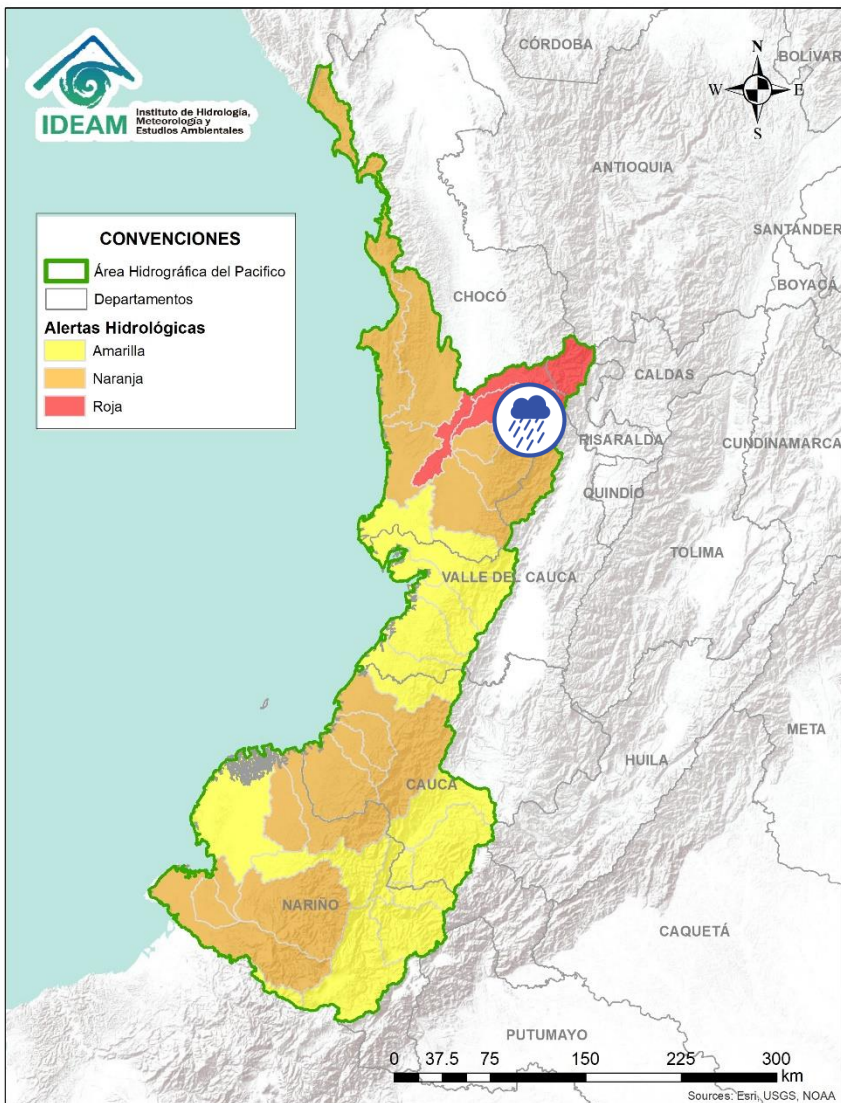 IDEAM
Instituto de Hidrología,
Meteorología y
Estudios Ambientales
CONVENCIONES
Área Hidrográfica del Pacifico
Departamentos
Alertas Hidrológicas
Amarilla
Naranja
Roja
N
W
E
S
CÓRDOBA
BOLÍVAR
ANTIOQUIA
SANTANDER
BOYACÁ
CHOCÓ
CALDAS
RISARALDA
CUNDINAMARCA
QUINDÍO
TOLIMA
VALLE DEL CAUCA
META
HUILA
CAUCA
NARIÑO
CAQUETÁ
PUTUMAYO
0 37.5 75 150 225 300
km
Sources: Esri, USGS, NOAA